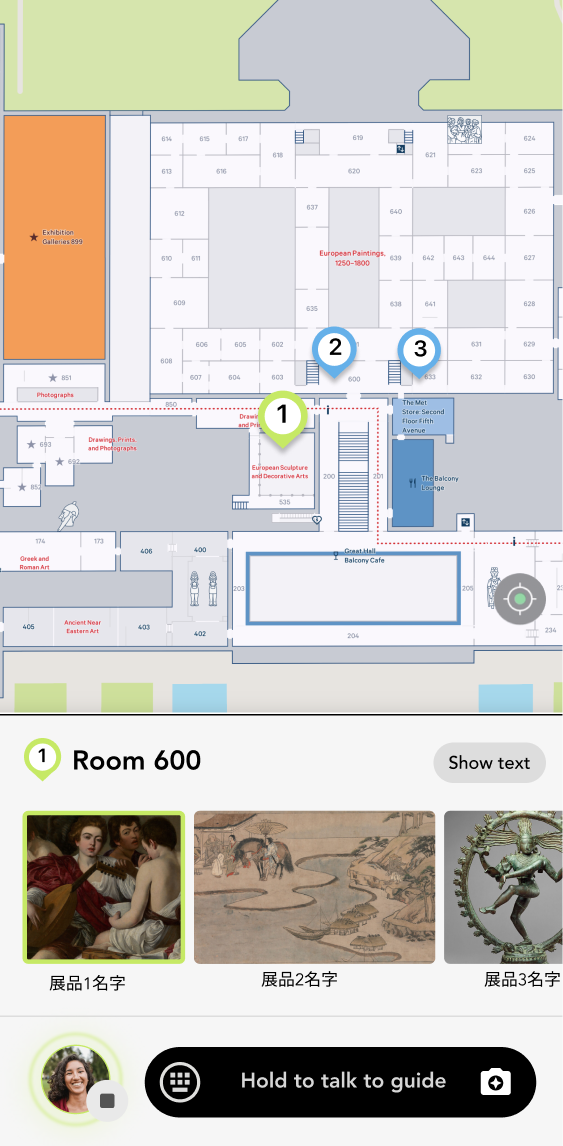 614 615 617 618 619 621 624
613 616 620 623 625
612 637 640 626
Exhibition
Galleries 899
European Paintings,
1250–1800
610 611 639 642 643 644 627
609 635 638 641 628
608 606 605 602 631 629
607 604 603 600 633 632 630
2
3
851
Photographs
850
The Met
Store: Second
Floor Fifth
Avenue
1
i
693
Drawings, Prints
and Photographs
692
852
European Sculpture
and Decorative Arts
535
200
201
The Balcony
Lounge
174 173
406 400
Greek and
Roman Art
Great Hall
Balcony Cafe
i
203
205
405
Ancient Near
Eastern Art
403 402
204
234
1
Room 600
Show text
展品1名字
展品2名字
展品3名字
Hold to talk to guide